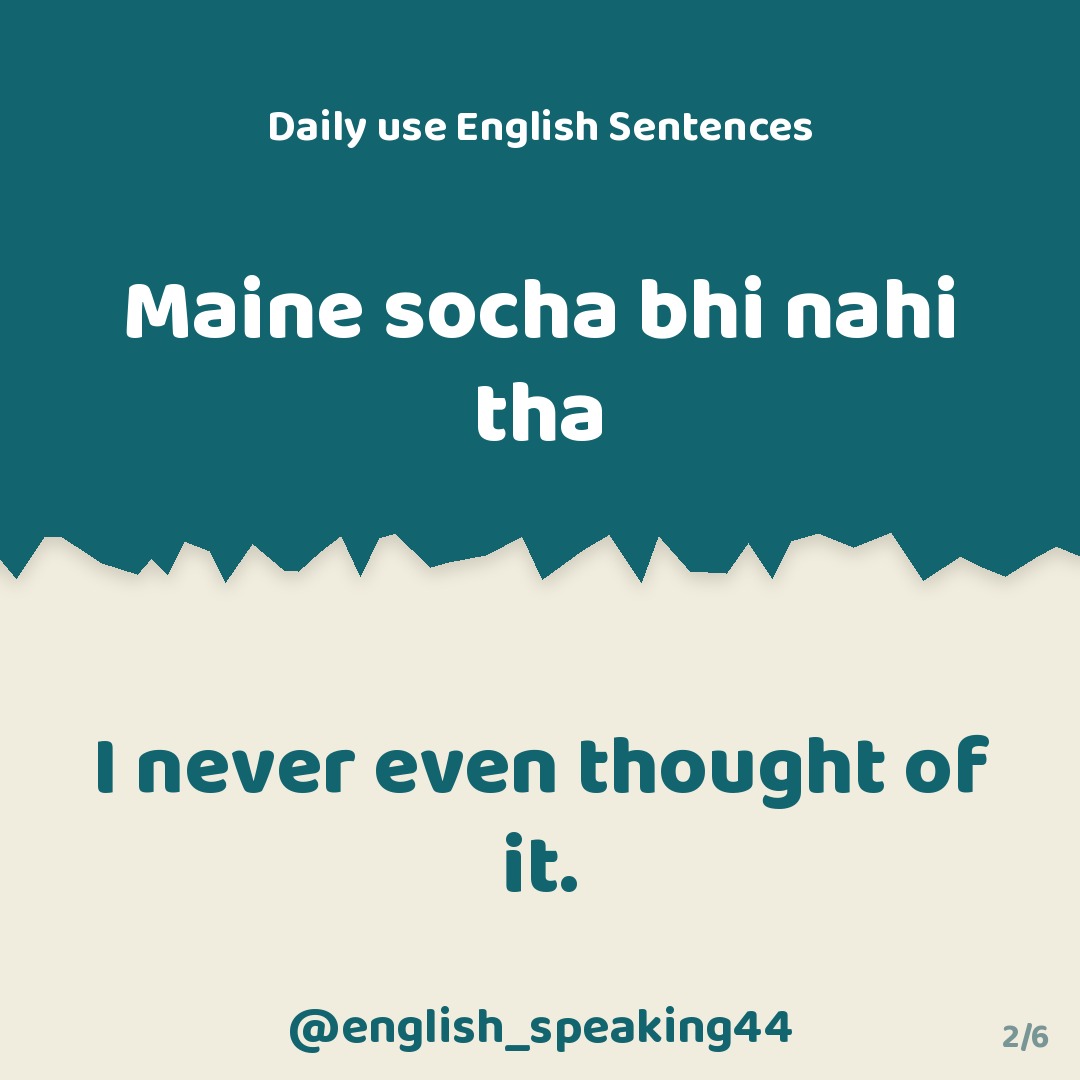 Daily use English Sentences
Maine socha bhi nahi
tha
I never even thought of
it.
@english_speaking44
2/6